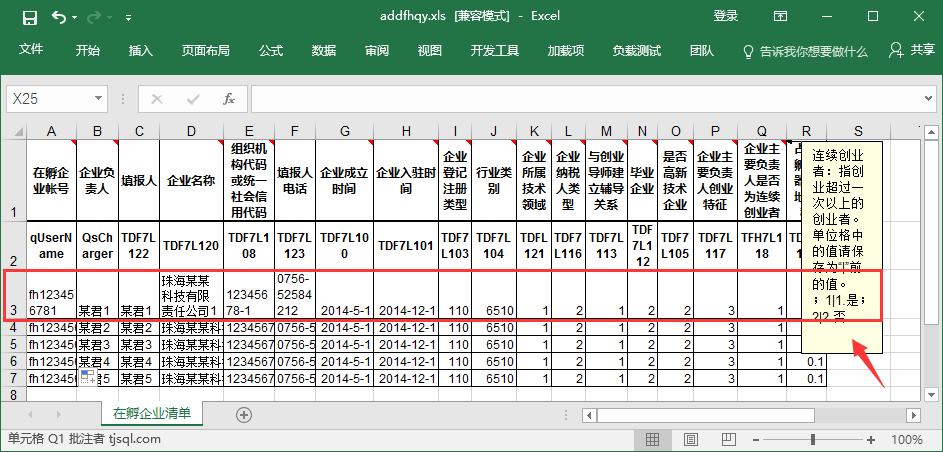 addfhqy.xls [兼容模式] - Excel
登录
文件 开始 插入 页面布局 公式 数据 审阅 视图 开发工具 加载项 负载测试 团队 告诉我你想要做什么 共享
X25
fx
A B C D E F G H I J K L M N O P Q R S
1 在孵企业帐号 企业负责人 填报人 企业名称 组织机构代码或统一社会信用代码 填报人电话 企业成立时间 企业入驻时间 企业登记注册类型 行业类别 企业所属技术领域 企业纳税人类型 与创业导师建立辅导关系 毕业企业 是否高新技术企业 企业主要负责人创业特征 企业主要负责人是否为连续创业者
2 qUserName QsCharger TDF7L122 TDF7L120 TDF7L108 TDF7L123 TDF7L100 TDF7L101 TDF7L103 TDF7L104 TDFL121 TDF7L116 TDF7L113 TDF7L112 TDF7L105 TDF7L117 TFH7L118
3 fh123456781 某君1 某君1 珠海某某科技有限责任公司1 12345678-1 0756-52584212 2014-5-1 2014-12-1 110 6510 1 2 1 2 2 3 1
4 fh123456 某君2 某君2 珠海某某科 1234567 0756-5 2014-5-1 2014-12-1 110 6510 1 2 1 2 2 3 1
5 fh123456 某君3 某君3 珠海某某科 1234567 0756-5 2014-5-1 2014-12-1 110 6510 1 2 1 2 2 3 1
6 fh123456 某君4 某君4 珠海某某科 1234567 0756-5 2014-5-1 2014-12-1 110 6510 1 2 1 2 2 3 1 0.1
7 fh123456 君5 某君5 珠海某某科 1234567 0756-5 2014-5-1 2014-12-1 110 6510 1 2 1 2 2 3 1 0.1
8
连续创业
者：指创
业超过一
次以上的
创业者。
单位格中
的值请保
存为"|"前
的值。
；1|1.是；
2|2.否
在孵企业清单
单元格 Q1 批注者 tjsql.com
100%